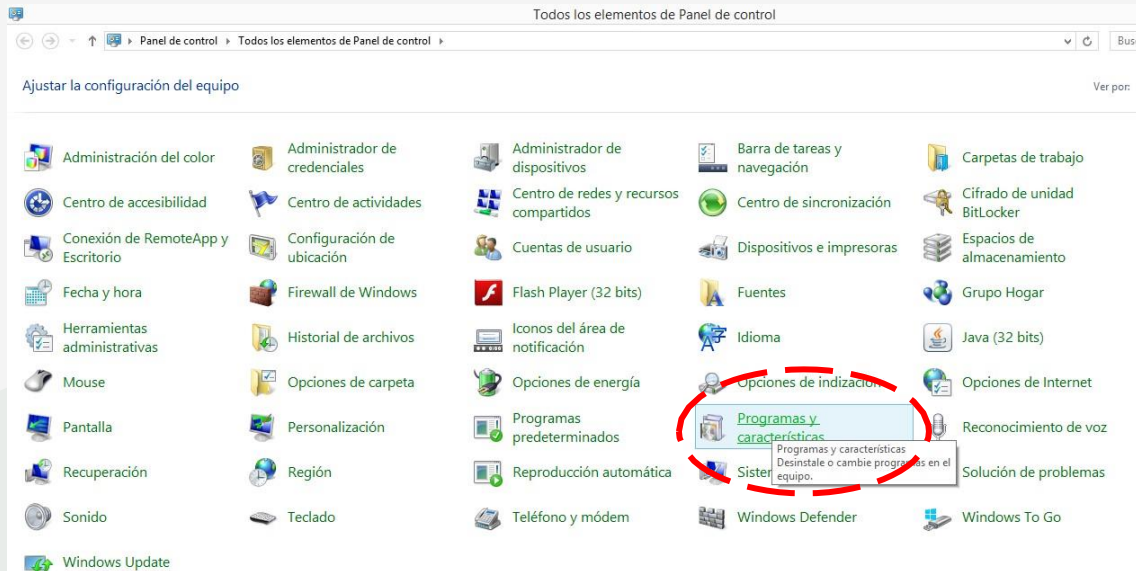 Todos los elementos de Panel de control
Panel de control
Todos los elementos de Panel de control
Ajustar la configuración del equipo
Ver por:
Administración del color
Administrador de
credenciales
Administrador de
dispositivos
Barra de tareas y
navegación
Carpetas de trabajo
Centro de accesibilidad
Centro de actividades
Centro de redes y recursos
compartidos
Centro de sincronización
Cifrado de unidad
BitLocker
Conexión de RemoteApp y
Escritorio
Configuración de
ubicación
Cuentas de usuario
Dispositivos e impresoras
Espacios de
almacenamiento
Fecha y hora
Firewall de Windows
Flash Player (32 bits)
Fuentes
Grupo Hogar
Herramientas
administrativas
Historial de archivos
Iconos del área de
notificación
Idioma
Java (32 bits)
Mouse
Opciones de carpeta
Opciones de energía
Opciones de indización
Opciones de Internet
Pantalla
Personalización
Programas
predeterminados
Programas y
características
Programas y características
Desinstale o cambie programas en el
equipo.
Reconocimiento de voz
Recuperación
Región
Reproducción automática
Solución de problemas
Sonido
Teclado
Teléfono y módem
Windows Defender
Windows To Go
Windows Update